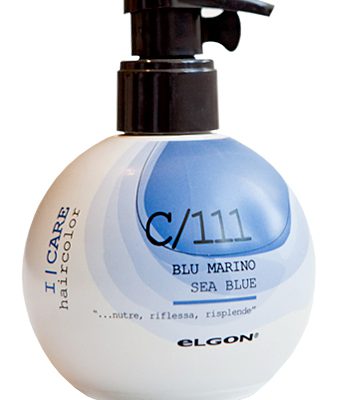 I|CARE
haircolor
C/111
BLU MARINO
SEA BLUE
"...nutre, riflessa, risplende"
eLGON®